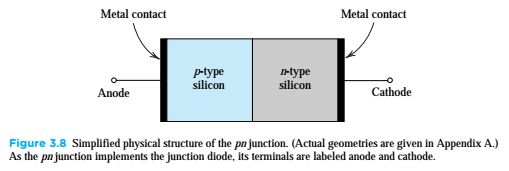 Metal contact
Metal contact
p-type
silicon
n-type
silicon
Anode
Cathode
Figure 3.8 Simplified physical structure of the pn junction. (Actual geometries are given in Appendix A.)
As the pn junction implements the junction diode, its terminals are labeled anode and cathode.